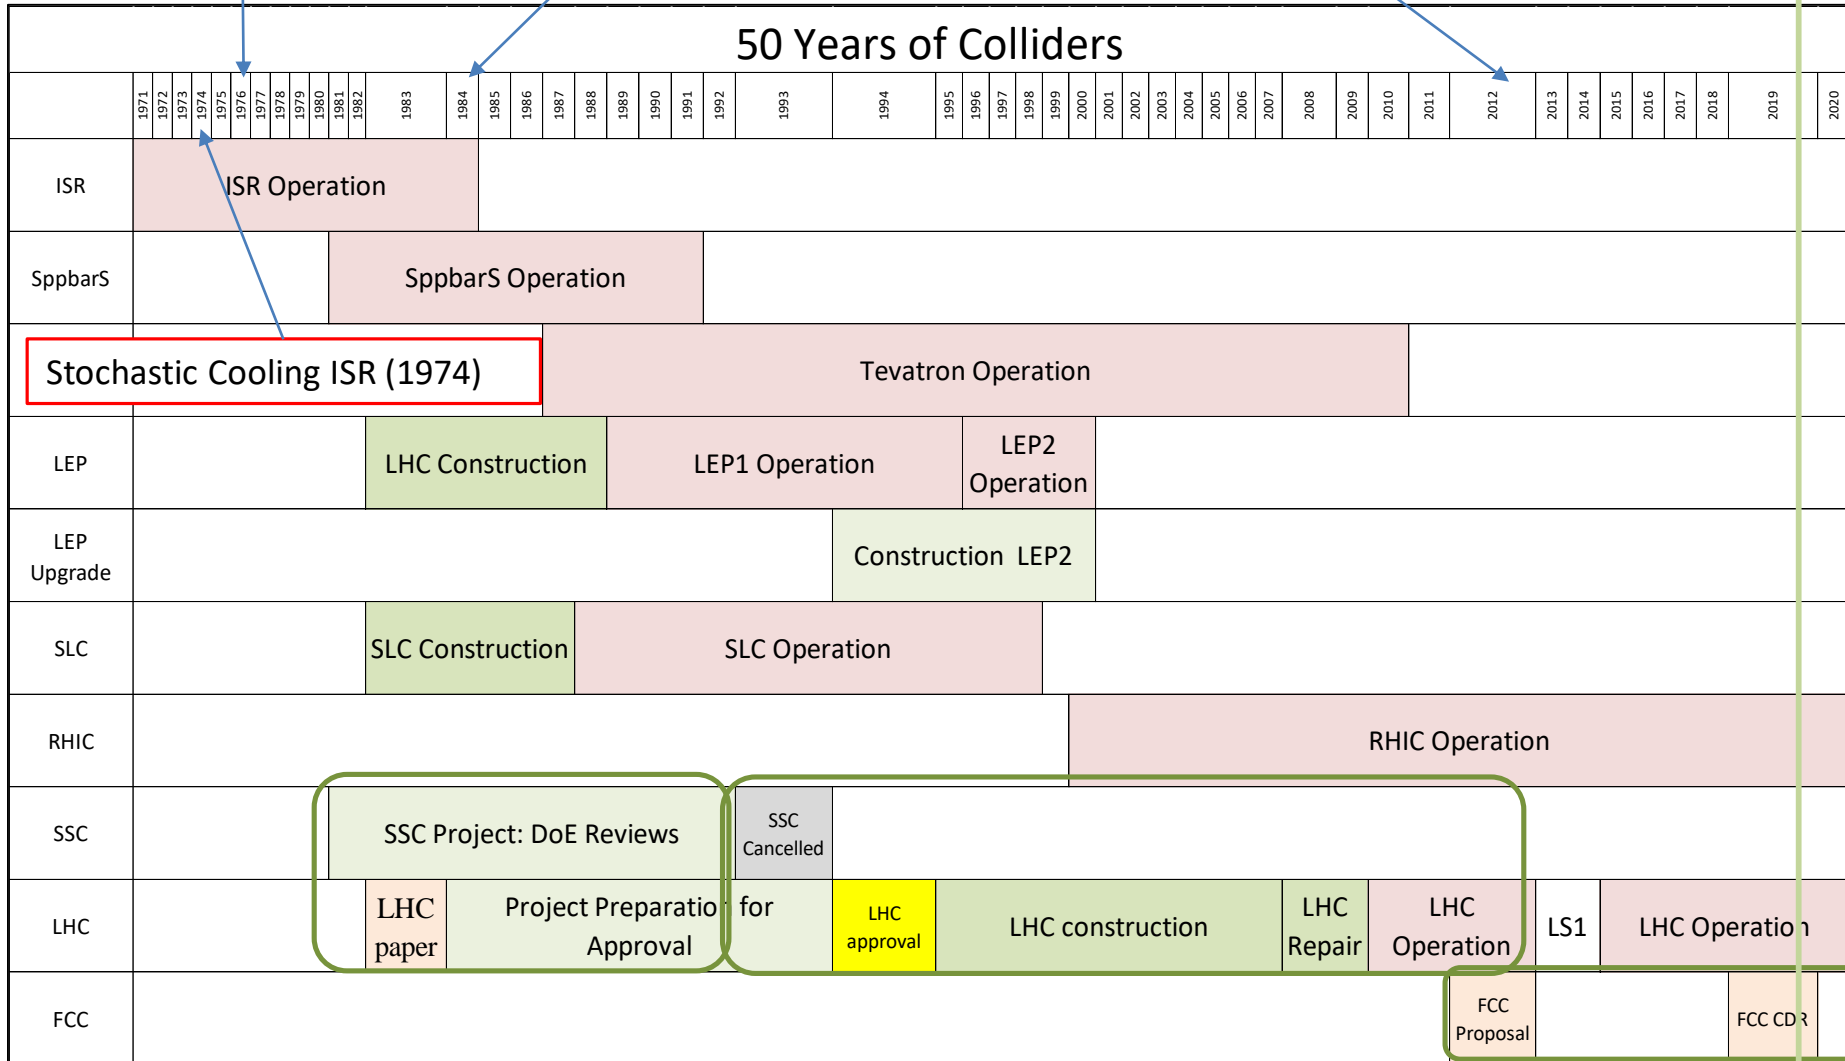 50 Years of Colliders
1971 1972 1973 1974 1975 1976 1977 1978 1979 1980 1981 1982 1983 1984 1985 1986 1987 1988 1989 1990 1991 1992 1993 1994 1995 1996 1997 1998 1999 2000 2001 2002 2003 2004 2005 2006 2007 2008 2009 2010 2011 2012 2013 2014 2015 2016 2017 2018 2019 2020
ISR
ISR Operation
SppbarS
SppbarS Operation
Stochastic Cooling ISR (1974)
Tevatron Operation
LEP
LHC Construction
LEP1 Operation
LEP2
Operation
LEP
Upgrade
Construction LEP2
SLC
SLC Construction
SLC Operation
RHIC
RHIC Operation
SSC
SSC Project: DoE Reviews
SSC
Cancelled
LHC
LHC
paper
Project Preparation for
Approval
LHC
approval
LHC construction
LHC
Repair
LHC
Operation
LS1
LHC Operation
FCC
FCC
Proposal
FCC CDR